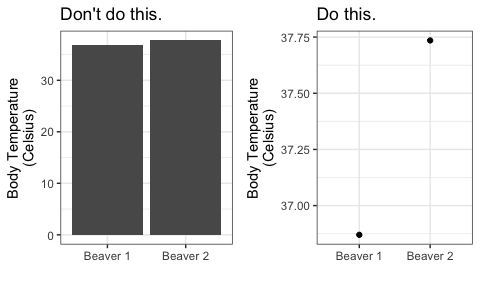 Don't do this.
Body Temperature
(Celsius)
30
20
10
0
Beaver 1
Beaver 2
Do this.
Body Temperature
(Celsius)
37.75
37.50
37.25
37.00
Beaver 1
Beaver 2